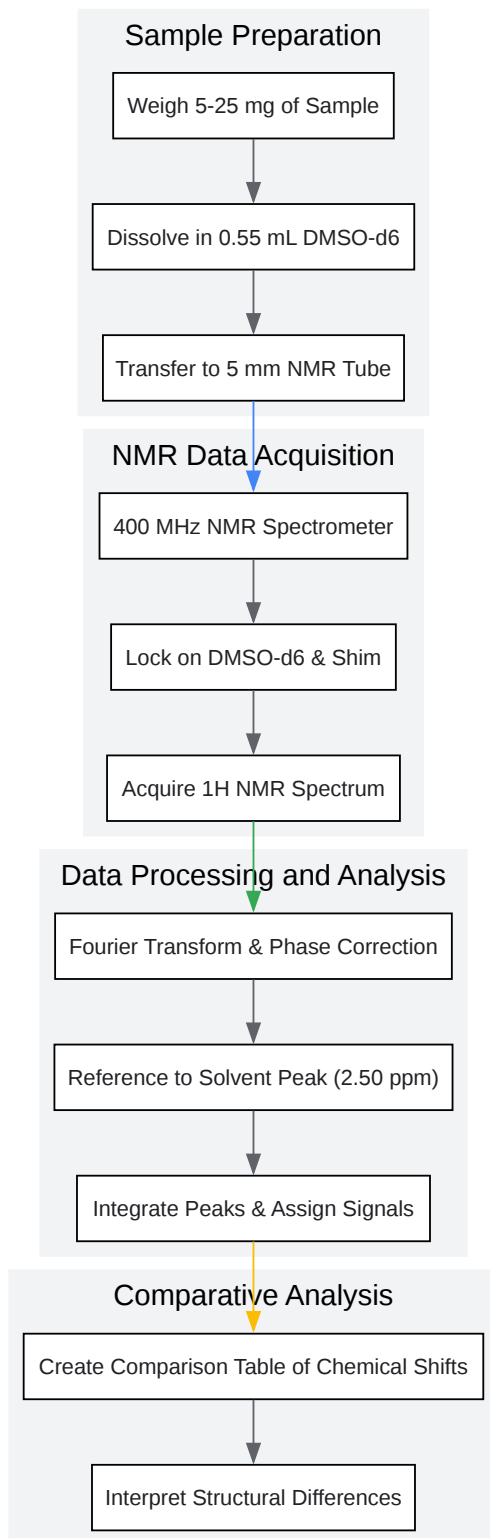 Sample Preparation
Weigh 5-25 mg of Sample
Dissolve in 0.55 mL DMSO-d6
Transfer to 5 mm NMR Tube
NMR Data Acquisition
400 MHz NMR Spectrometer
Lock on DMSO-d6 & Shim
Acquire 1H NMR Spectrum
Data Processing and Analysis
Fourier Transform & Phase Correction
Reference to Solvent Peak (2.50 ppm)
Integrate Peaks & Assign Signals
Comparative Analysis
Create Comparison Table of Chemical Shifts
Interpret Structural Differences